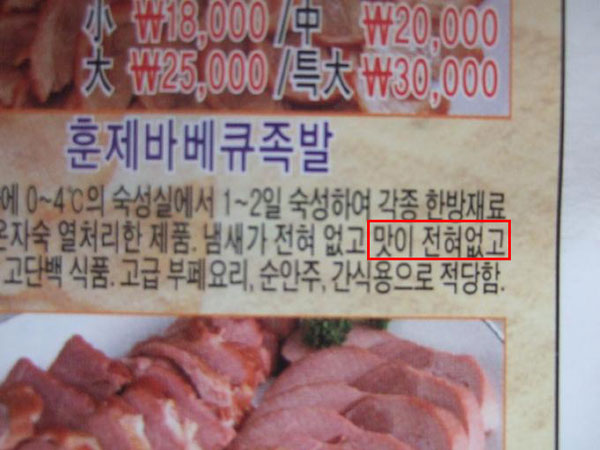 小 ₩18,000 /中 ₩20,000
大 ₩25,000 /특大 ₩30,000
훈제바베큐족발
에 0~4℃의 숙성실에서 1~2일 숙성하여 각종 한방재료
온자숙 열처리한 제품. 냄새가 전혀 없고 맛이 전혀없고
고단백 식품. 고급 부페요리, 순안주, 간식용으로 적당함.